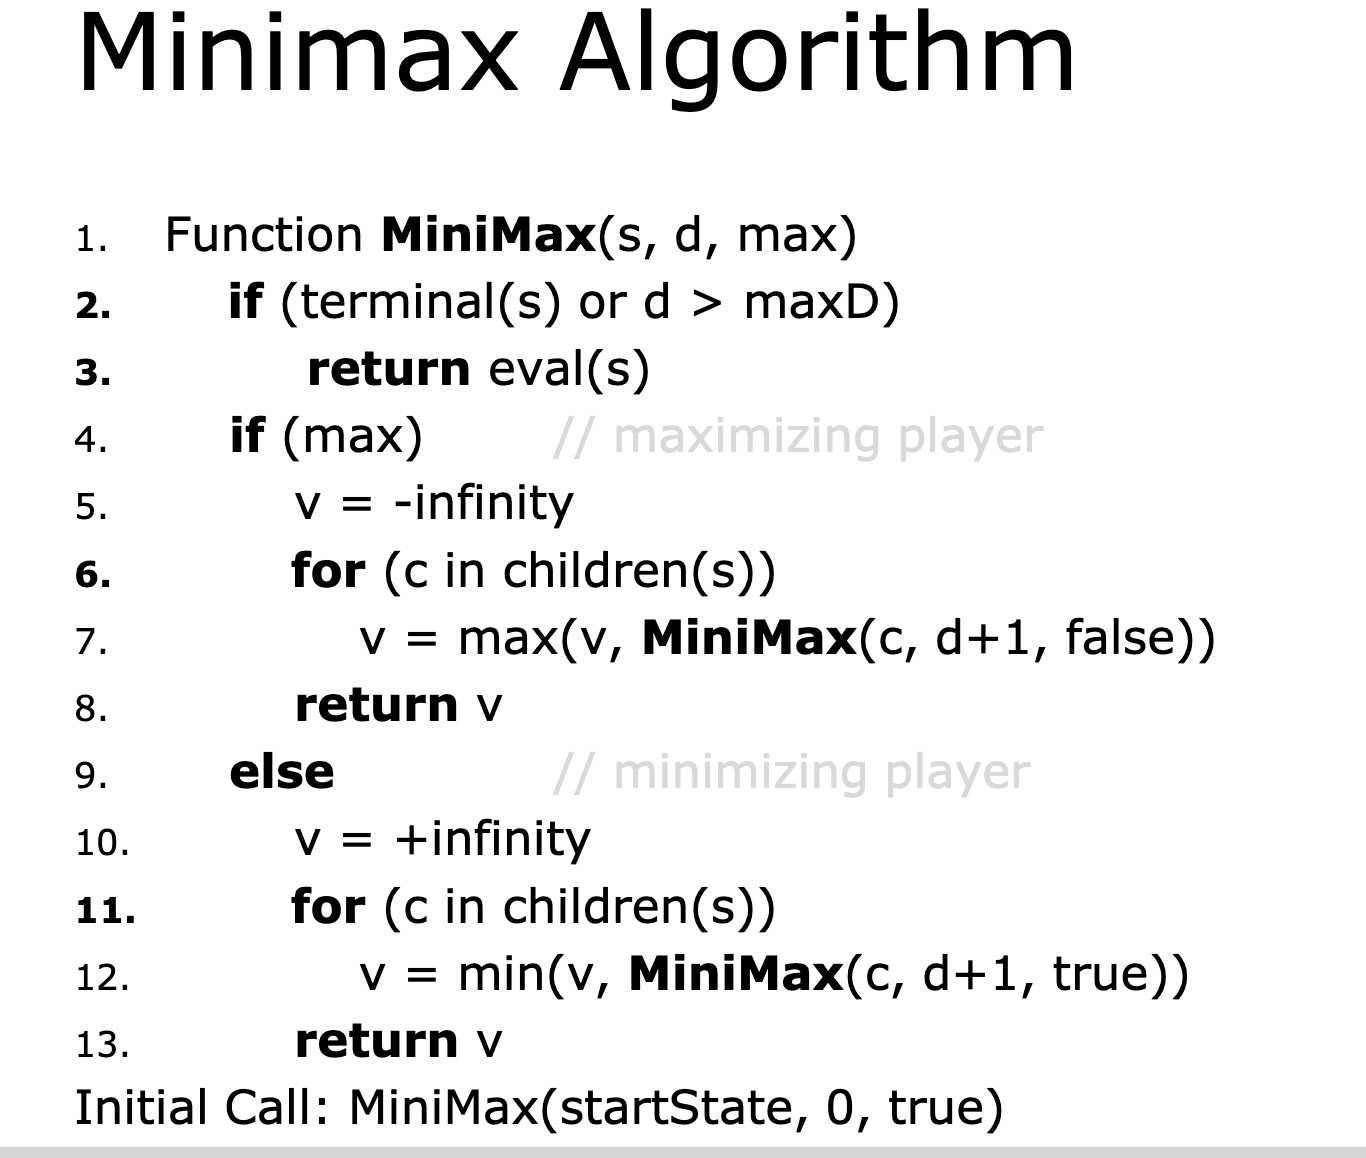 Minimax Algorithm
1. Function MiniMax(s, d, max)
2. if (terminal(s) or d > maxD)
3. return eval(s)
4. if (max) // maximizing player
5. v = -infinity
6. for (c in children(s))
7. v = max(v, MiniMax(c, d+1, false))
8. return v
9. else // minimizing player
10. v = +infinity
11. for (c in children(s))
12. v = min(v, MiniMax(c, d+1, true))
13. return v
Initial Call: MiniMax(startState, 0, true)